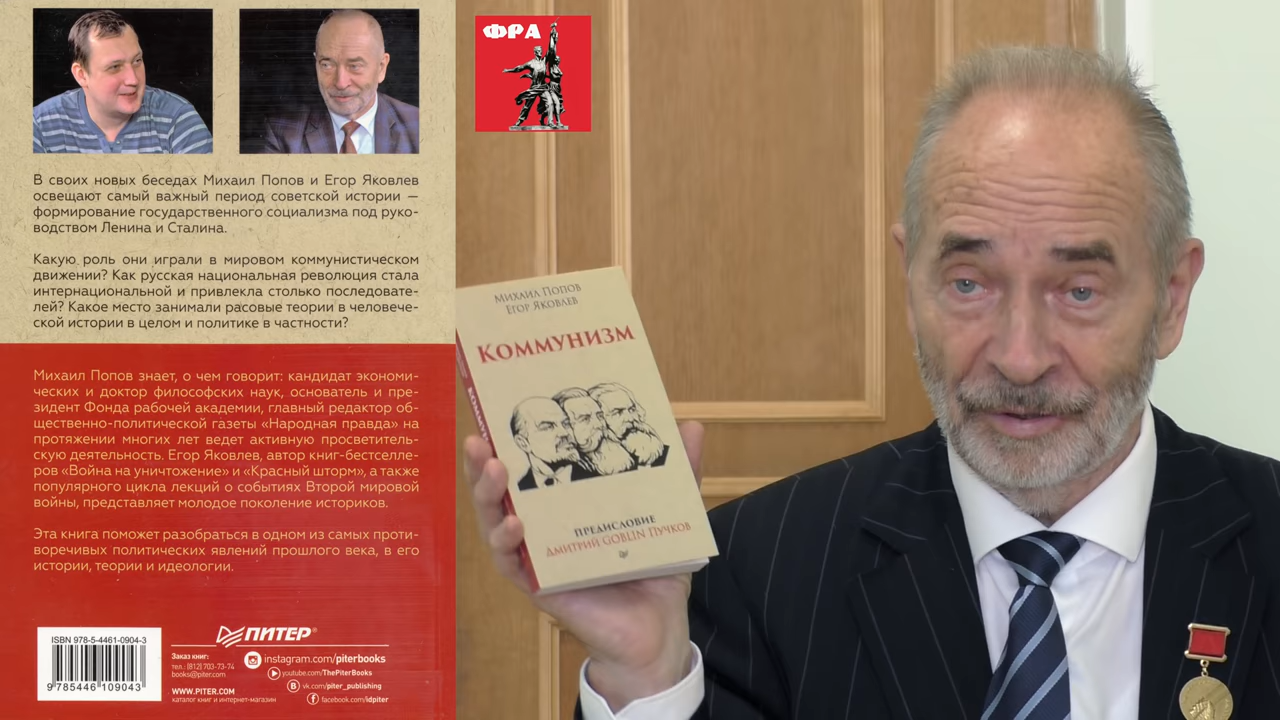 В своих новых беседах Михаил Попов и Егор Яковлев
освещают самый важный период советской истории —
формирование государственного социализма под руко-
водством Ленина и Сталина.
Какую роль они играли в мировом коммунистическом
движении? Как русская национальная революция стала
интернациональной и привлекла столько последовате-
лей? Какое место занимали расовые теории в человече-
ской истории в целом и политике в частности?
Михаил Попов знает, о чем говорит: кандидат экономи-
ческих и доктор философских наук, основатель и пре-
зидент Фонда рабочей академии, главный редактор об-
щественно-политической газеты «Народная правда» на
протяжении многих лет ведет активную просветитель-
скую деятельность. Егор Яковлев, автор книг-бестселле-
ров «Война на уничтожение» и «Красный шторм», а также
популярного цикла лекций о событиях Второй мировой
войны, представляет молодое поколение историков.
Эта книга поможет разобраться в одном из самых проти-
воречивых политических явлений прошлого века, в его
истории, теории и идеологии.
ISBN 978-5-4461-0904-3
9 785446 109043
ПИТЕР®
Заказ книг:
тел.: (812) 703-73-74
books@piter.com
WWW.PITER.COM
каталог книг и интернет-магазин
instagram.com/piterbooks
youtube.com/ThePiterBooks
vk.com/piter_publishing
facebook.com/idpiter
ФРА
Михаил Попов
Егор Яковлев
Коммунизм
Предисловие
Дмитрий Goblin Пучков